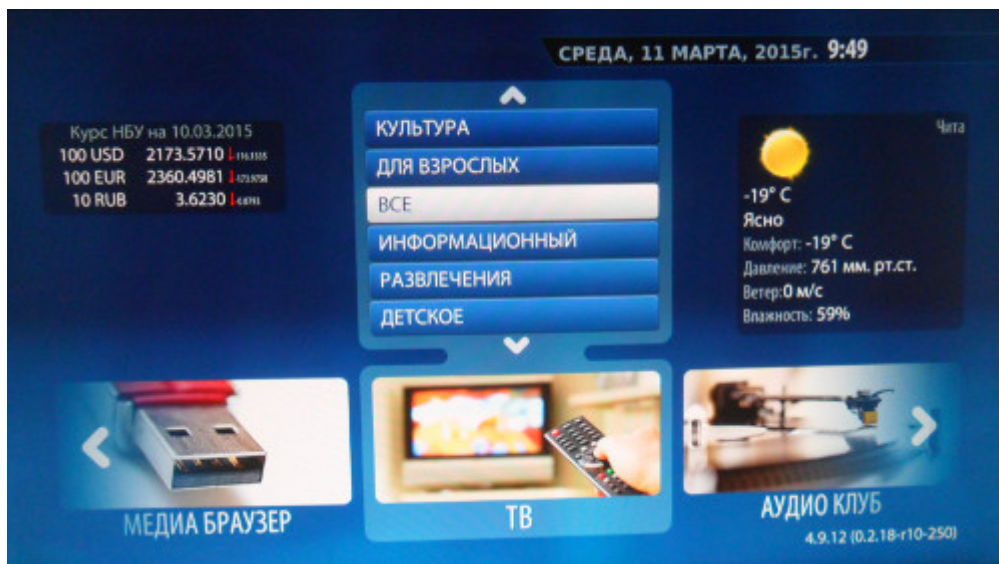 СРЕДА, 11 МАРТА, 2015г. 9:49
Курс НБУ на 10.03.2015
100 USD 2173.5710
100 EUR 2360.4981
10 RUB 3.6230
КУЛЬТУРА
ДЛЯ ВЗРОСЛЫХ
ВСЕ
ИНФОРМАЦИОННЫЙ
РАЗВЛЕЧЕНИЯ
ДЕТСКОЕ
Чита
-19° C
Ясно
Комфорт: -19° C
Давление: 761 мм. рт.ст.
Ветер:0 м/с
Влажность: 59%
МЕДИА БРАУЗЕР
ТВ
АУДИО КЛУБ
4.9.12 (0.2.18-r10-250)